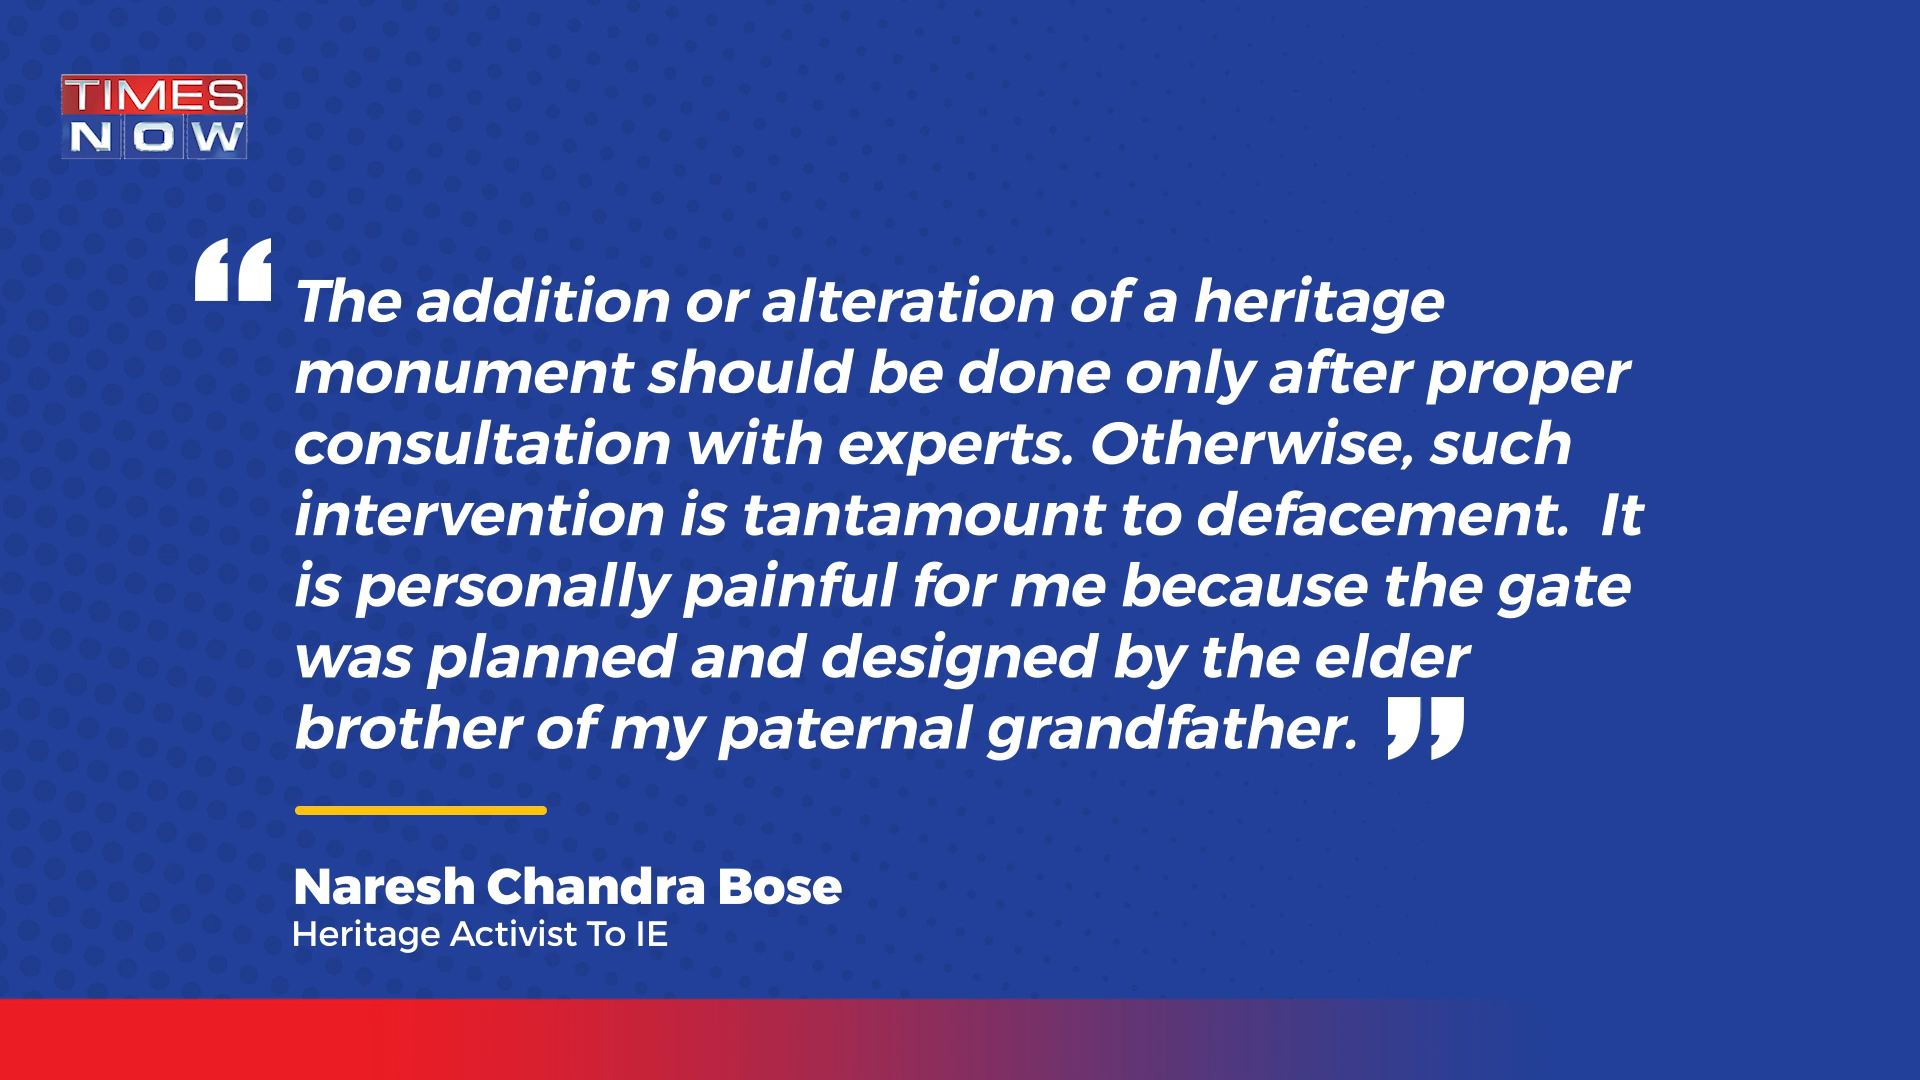 TIMES
NOW
“The addition or alteration of a heritage
monument should be done only after proper
consultation with experts. Otherwise, such
intervention is tantamount to defacement.  It
is personally painful for me because the gate
was planned and designed by the elder
brother of my paternal grandfather.”
Naresh Chandra Bose
Heritage Activist To IE